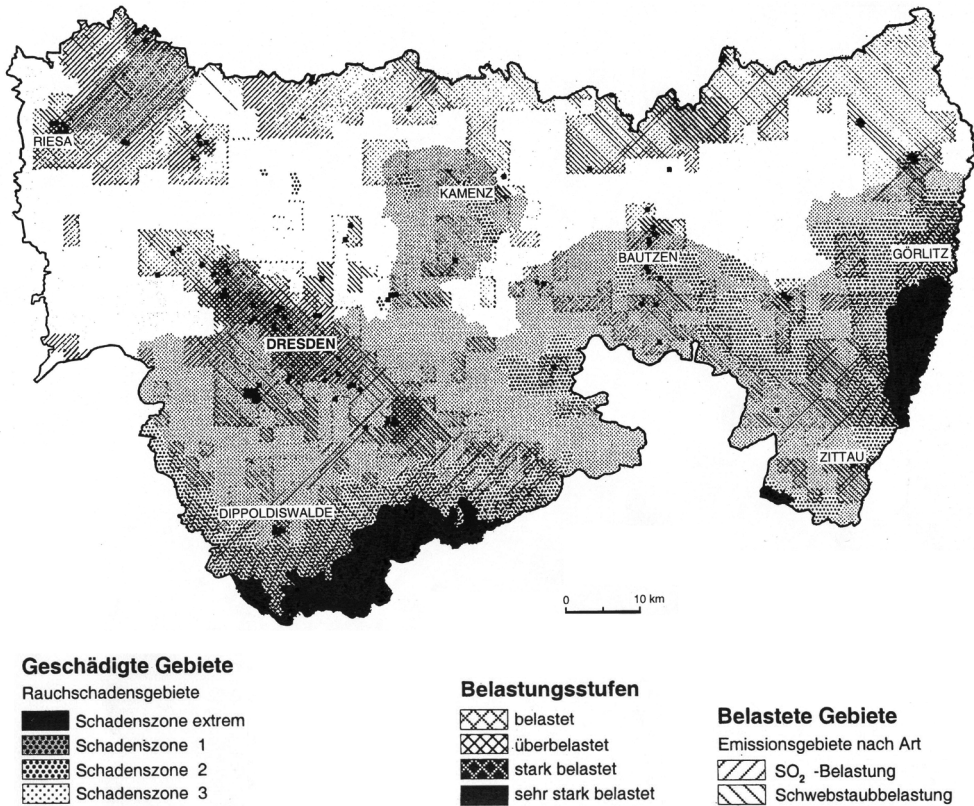 RIESA
KAMENZ
BAUTZEN
GÖRLITZ
DRESDEN
ZITTAU
DIPPOLDISWALDE
0 10 km
Geschädigte Gebiete
Rauchschadensgebiete
Schadenszone extrem
Schadenszone 1
Schadenszone 2
Schadenszone 3
Belastungsstufen
belastet
überbelastet
stark belastet
sehr stark belastet
Belastete Gebiete
Emissionsgebiete nach Art
SO₂ -Belastung
Schwebstaubbelastung